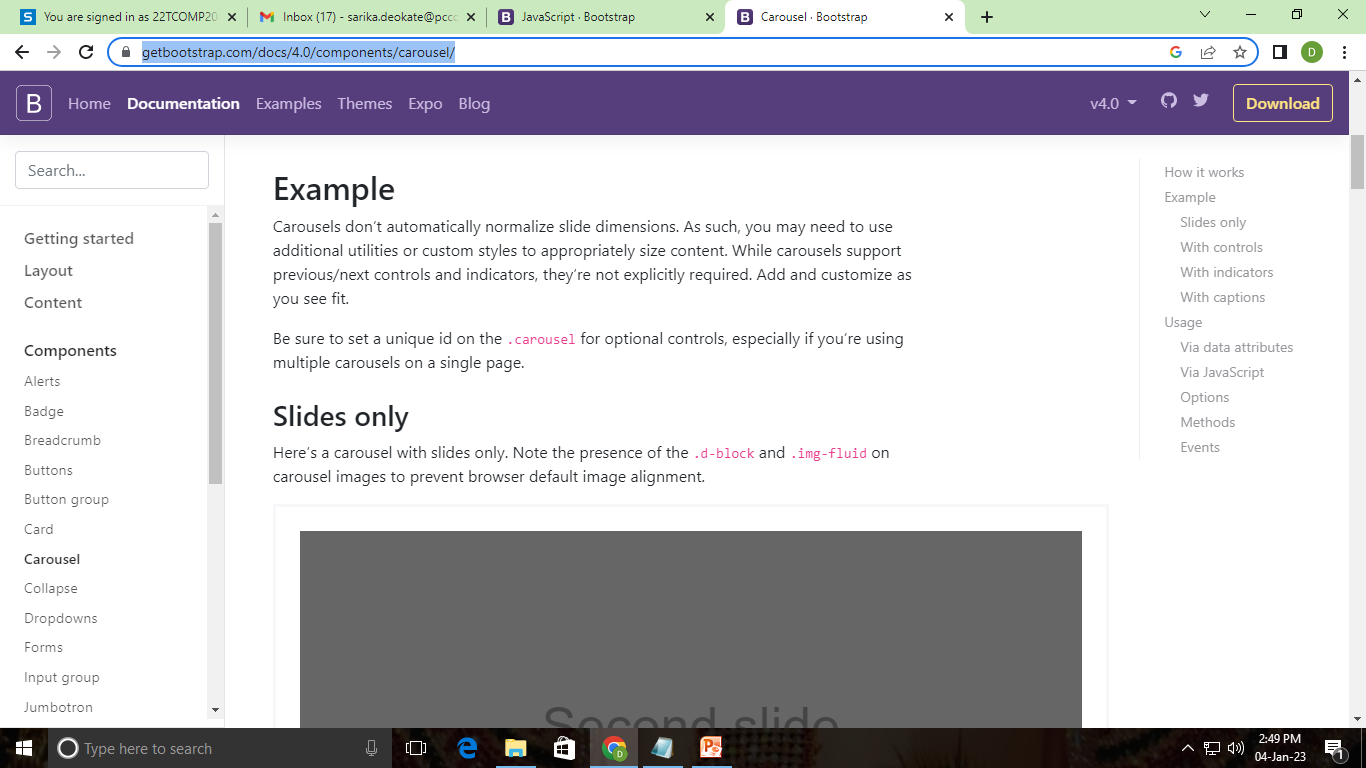 You are signed in as 22TCOMP20
Inbox (17) - sarika.deokate@pccc
JavaScript · Bootstrap
Carousel · Bootstrap
getbootstrap.com/docs/4.0/components/carousel/
D
B
Home
Documentation
Examples
Themes
Expo
Blog
v4.0
Download
Search...
Getting started
Layout
Content
Components
Alerts
Badge
Breadcrumb
Buttons
Button group
Card
Carousel
Collapse
Dropdowns
Forms
Input group
Jumbotron
Example
Carousels don’t automatically normalize slide dimensions. As such, you may need to use
additional utilities or custom styles to appropriately size content. While carousels support
previous/next controls and indicators, they’re not explicitly required. Add and customize as
you see fit.
Be sure to set a unique id on the .carousel for optional controls, especially if you’re using
multiple carousels on a single page.
Slides only
Here’s a carousel with slides only. Note the presence of the .d-block and .img-fluid on
carousel images to prevent browser default image alignment.
Second slide
How it works
Example
Slides only
With controls
With indicators
With captions
Usage
Via data attributes
Via JavaScript
Options
Methods
Events
Type here to search
2:49 PM
04-Jan-23
1